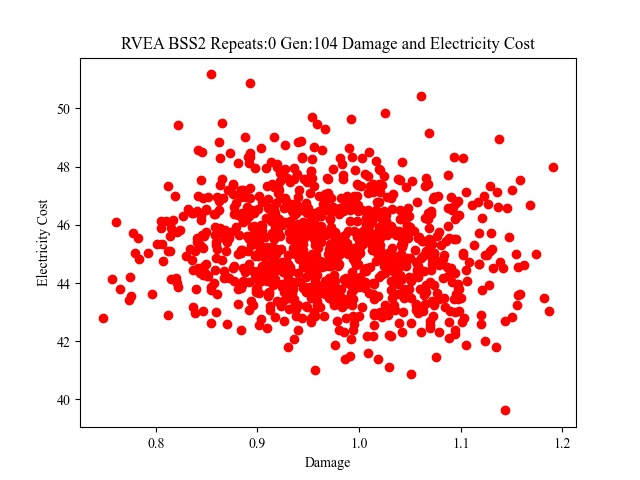 RVEA BSS2 Repeats:0 Gen:104 Damage and Electricity Cost
50
48
46
44
42
40
Electricity Cost
0.8 0.9 1.0 1.1 1.2
Damage